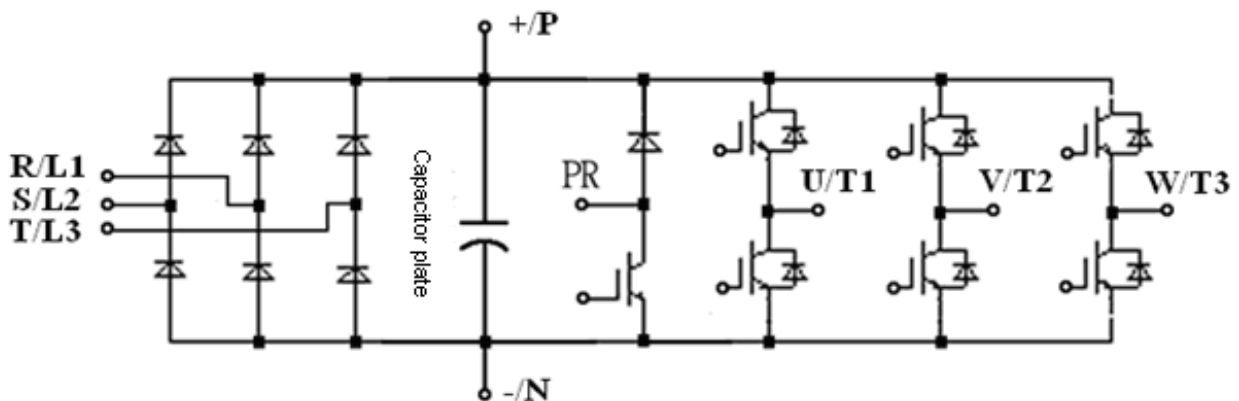 +/P
R/L1
S/L2
T/L3
Capacitor plate
PR
U/T1
V/T2
W/T3
-/N